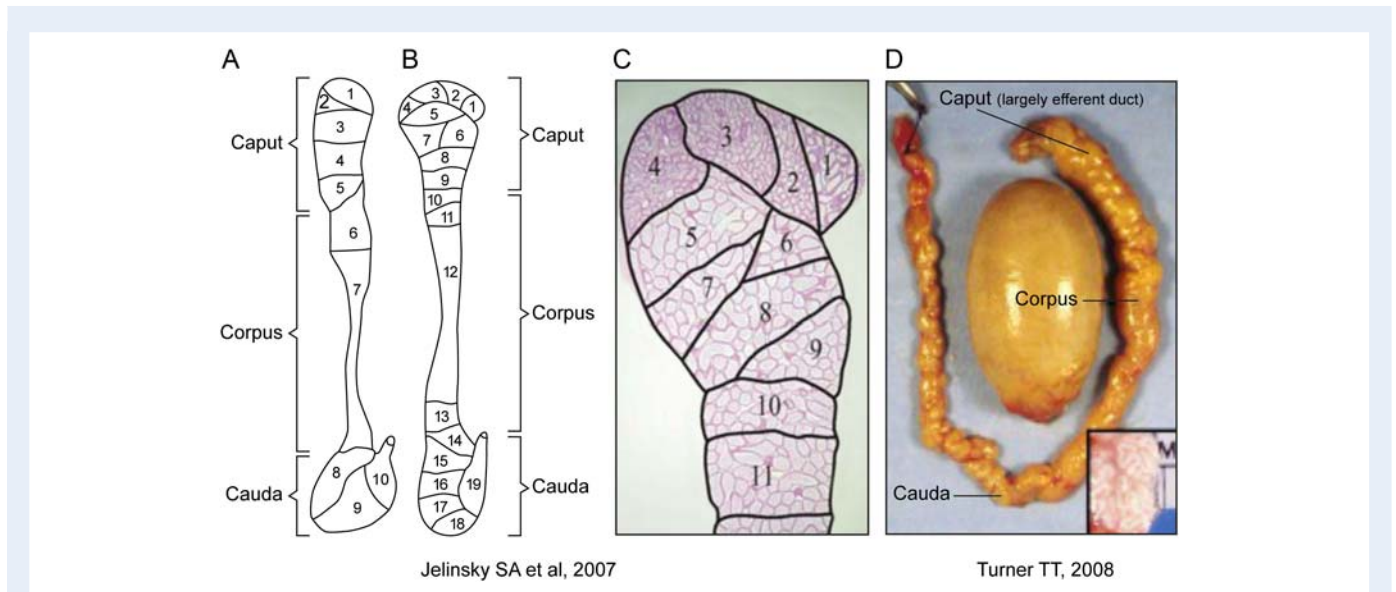 A
B
C
D
Caput
Corpus
Cauda
1
2
3
4
5
6
7
8
9
10
1
2
3
4
5
6
7
8
9
10
11
12
13
14
15
16
17
18
19
Caput
Corpus
Cauda
1
2
3
4
5
6
7
8
9
10
11
Caput (largely efferent duct)
Corpus
Cauda
M
Jelinsky SA et al, 2007
Turner TT, 2008